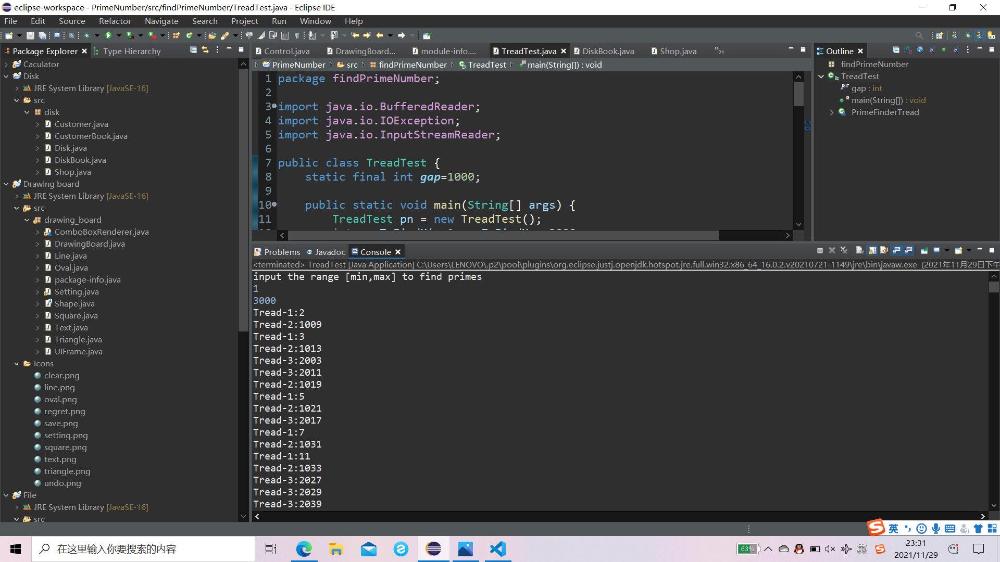 eclipse-workspace - PrimeNumber/src/findPrimeNumber/TreadTest.java - Eclipse IDE
File Edit Source Refactor Navigate Search Project Run Window Help
Package Explorer
Type Hierarchy
Caculator
Disk
JRE System Library [JavaSE-16]
src
disk
Customer.java
CustomerBook.java
Disk.java
DiskBook.java
Shop.java
Drawing board
JRE System Library [JavaSE-16]
src
drawing_board
ComboBoxRenderer.java
DrawingBoard.java
Line.java
Oval.java
package-info.java
Setting.java
Shape.java
Square.java
Text.java
Triangle.java
UIFrame.java
Icons
clear.png
line.png
oval.png
regret.png
save.png
setting.png
square.png
text.png
triangle.png
undo.png
File
JRE System Library [JavaSE-16]
src
Control.java DrawingBoard... module-info.... TreadTest.java DiskBook.java Shop.java »21
PrimeNumber src findPrimeNumber TreadTest main(String[]) : void
1 package findPrimeNumber;
2
3 import java.io.BufferedReader;
4 import java.io.IOException;
5 import java.io.InputStreamReader;
6
7 public class TreadTest {
8 static final int gap=1000;
9
10 public static void main(String[] args) {
11 TreadTest pn = new TreadTest();
Outline
findPrimeNumber
TreadTest
gap : int
main(String[]) : void
PrimeFinderTread
Problems Javadoc Console
<terminated> TreadTest [Java Application] C:\Users\LENOVO\.p2\pool\plugins\org.eclipse.justj.openjdk.hotspot.jre.full.win32.x86_64_16.0.2.v20210721-1149\jre\bin\javaw.exe (2021年11月29日下午
input the range [min,max] to find primes
1
3000
Tread-1:2
Tread-2:1009
Tread-1:3
Tread-2:1013
Tread-3:2003
Tread-3:2011
Tread-2:1019
Tread-1:5
Tread-2:1021
Tread-3:2017
Tread-1:7
Tread-2:1031
Tread-1:11
Tread-2:1033
Tread-3:2027
Tread-3:2029
Tread-3:2039
英
在这里输入你要搜索的内容
63%
英
23:31
2021/11/29